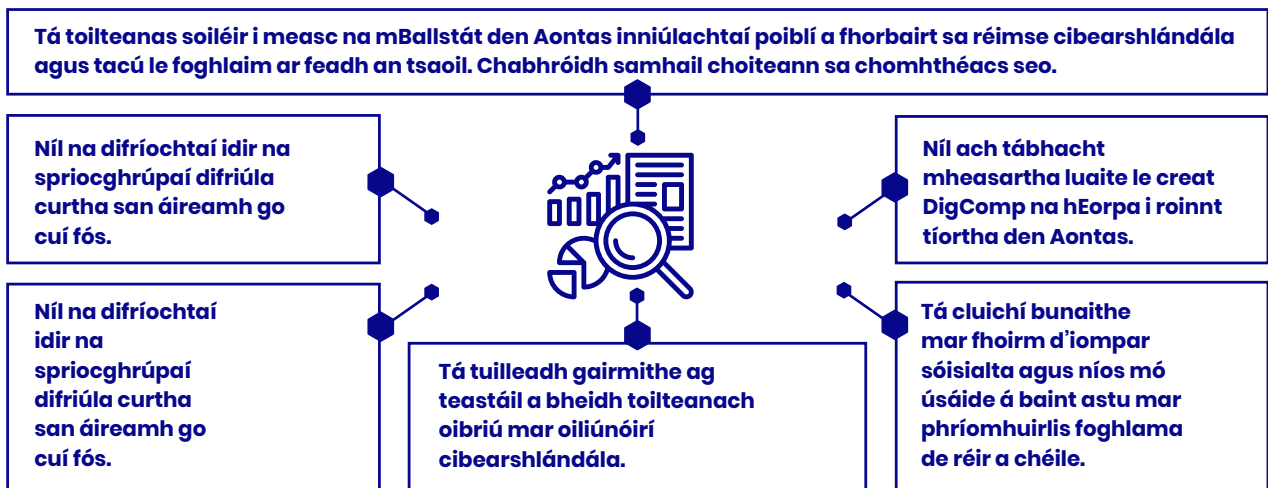 Tá toilteanas soiléir i measc na mBallstát den Aontas inniúlachtaí poiblí a fhorbairt sa réimse cibearshlándála
agus tacú le foghlaim ar feadh an tsaoil. Chabhróidh samhail choiteann sa chomhthéacs seo.
Níl na difríochtaí idir na
spriocghrúpaí difriúla
curtha san áireamh go
cuí fós.
Níl ach tábhacht
mheasartha luaite le creat
DigComp na hEorpa i roinnt
tíortha den Aontas.
Níl na difríochtaí
idir na
spriocghrúpaí
difriúla curtha
san áireamh go
cuí fós.
Tá tuilleadh gairmithe ag
teastáil a bheidh toilteanach
oibriú mar oiliúnóirí
cibearshlándála.
Tá cluichí bunaithe
mar fhoirm d’iompar
sóisialta agus níos mó
úsáide á baint astu mar
phríomhuirlis foghlama
de réir a chéile.